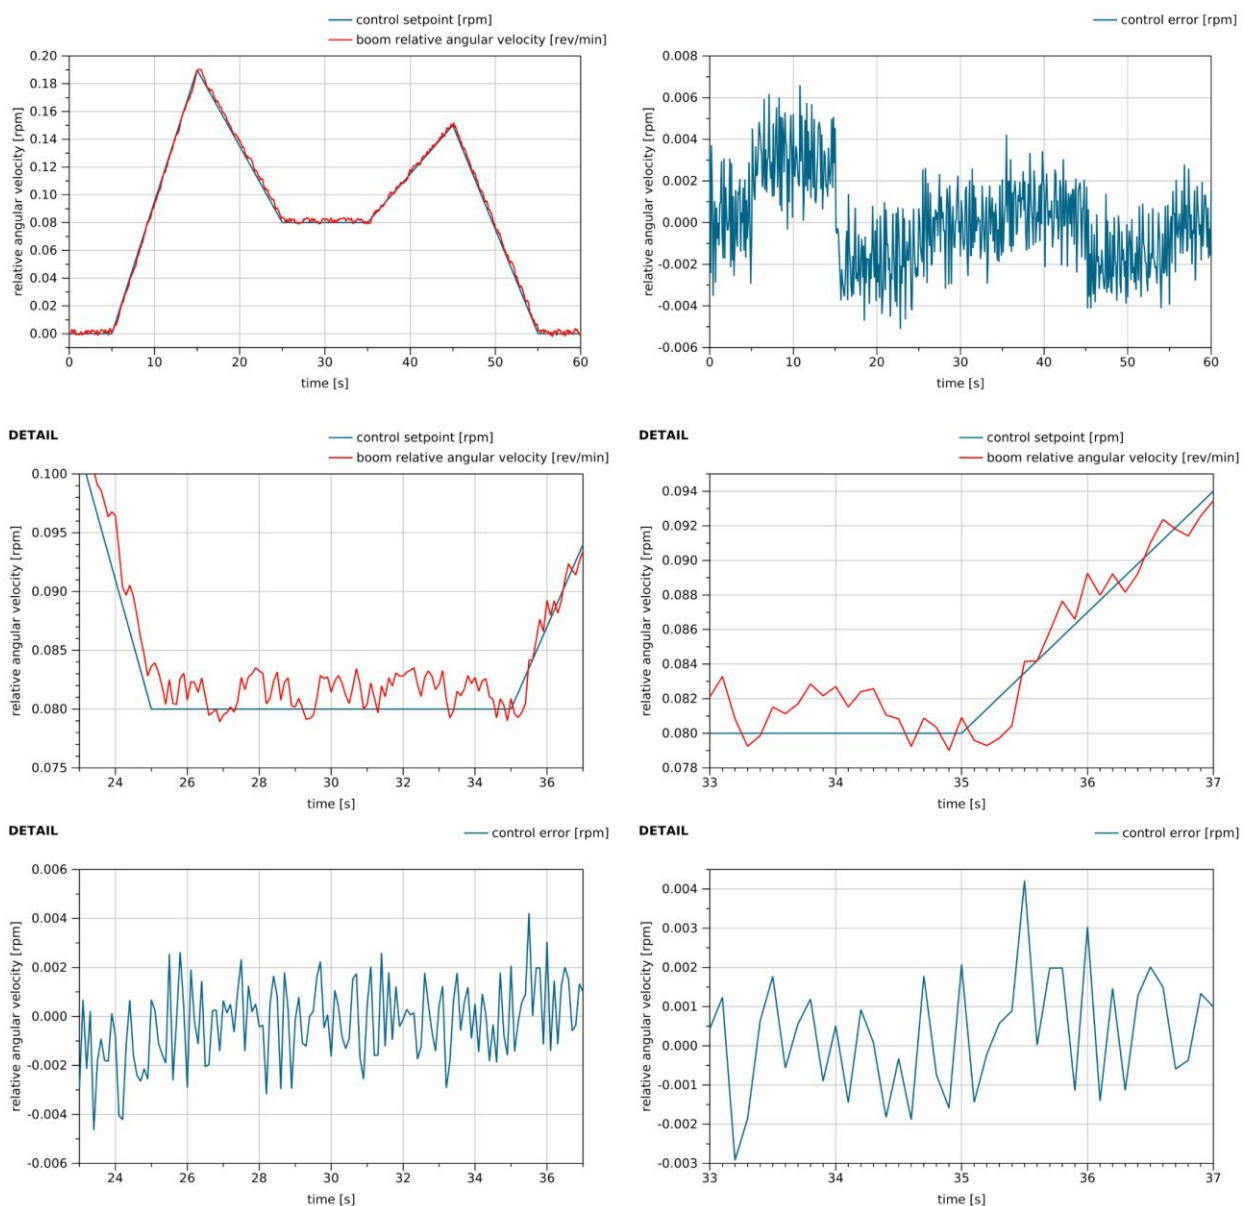 control setpoint [rpm]
boom relative angular velocity [rev/min]
relative angular velocity [rpm]
0.20
0.18
0.16
0.14
0.12
0.10
0.08
0.06
0.04
0.02
0.00
0 10 20 30 40 50 60
time [s]
control error [rpm]
relative angular velocity [rpm]
0.008
0.006
0.004
0.002
0.000
-0.002
-0.004
-0.006
0 10 20 30 40 50 60
time [s]
DETAIL
control setpoint [rpm]
boom relative angular velocity [rev/min]
relative angular velocity [rpm]
0.100
0.095
0.090
0.085
0.080
0.075
24 26 28 30 32 34 36
time [s]
DETAIL
control setpoint [rpm]
boom relative angular velocity [rev/min]
relative angular velocity [rpm]
0.094
0.092
0.090
0.088
0.086
0.084
0.082
0.080
0.078
33 34 35 36 37
time [s]
DETAIL
control error [rpm]
relative angular velocity [rpm]
0.006
0.004
0.002
0.000
-0.002
-0.004
-0.006
24 26 28 30 32 34 36
time [s]
DETAIL
control error [rpm]
relative angular velocity [rpm]
0.004
0.003
0.002
0.001
0.000
-0.001
-0.002
-0.003
33 34 35 36 37
time [s]